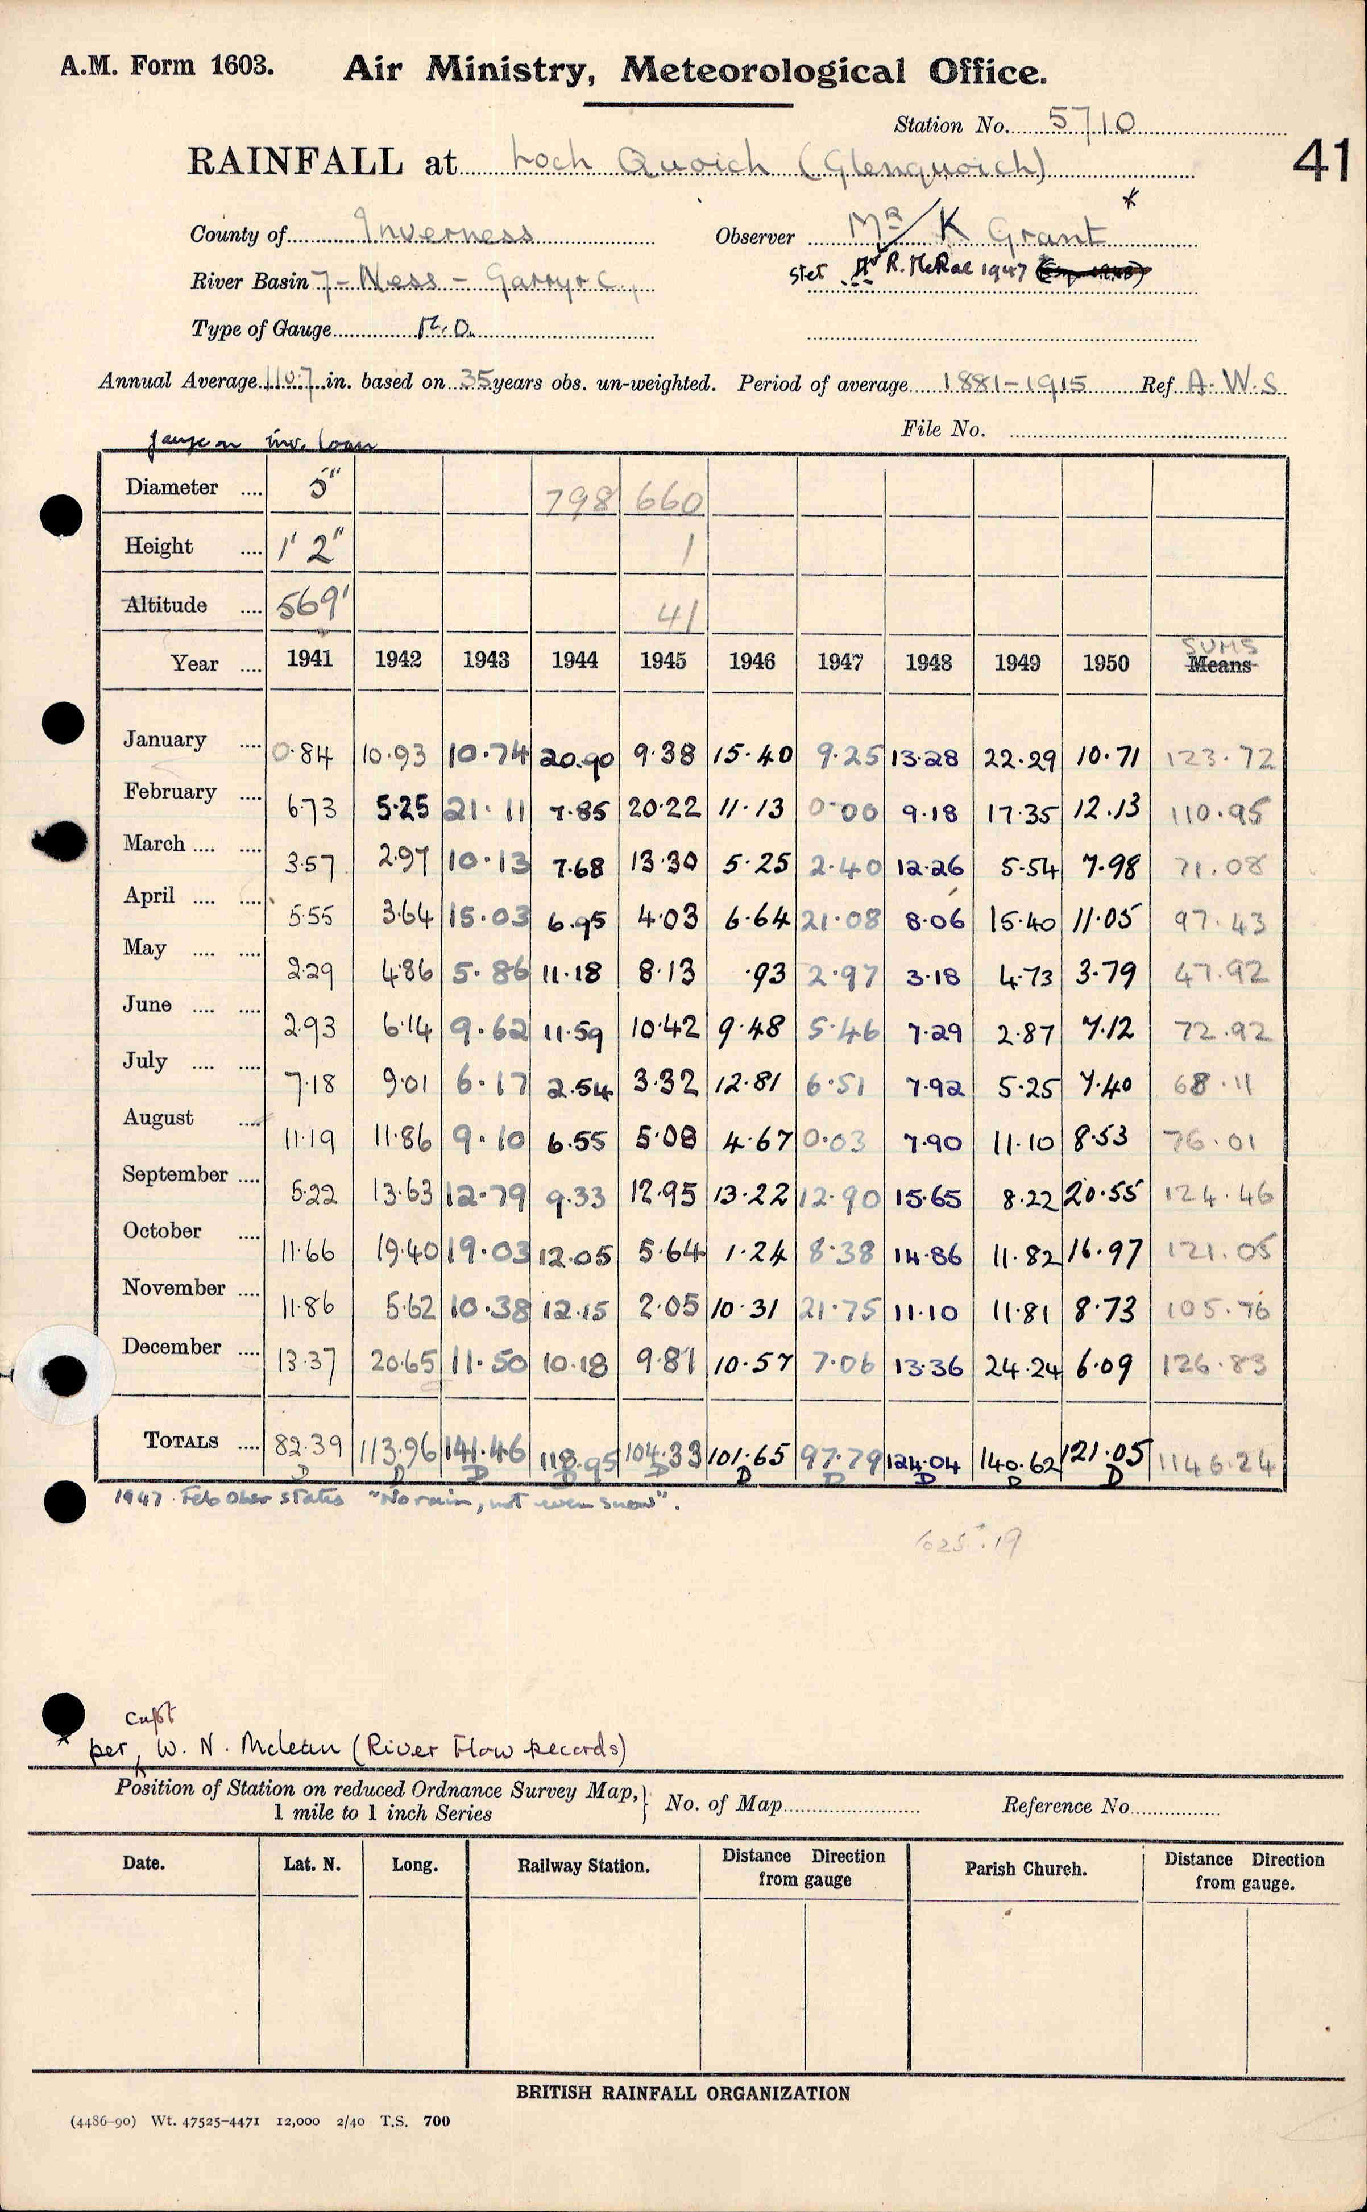 A.M. Form 1603. Air Ministry, Meteorological Office.
Station No. 5710
RAINFALL at Loch Quoich (Glenquoich) 41
County of Inverness Observer Mr K Grant *
River Basin 7 - Ness - Garry &c., Stet Mr R. McRae 1947
Type of Gauge M.O.
Annual Average 110.7 in. based on 35 years obs. un-weighted. Period of average 1881-1915 Ref. A.W.S
File No.
gauge on inv. loan
Diameter .... 5" 798 660
Height .... 1' 2" 1
Altitude .... 569' 41
SUMS
Year .... 1941 1942 1943 1944 1945 1946 1947 1948 1949 1950 Means
January .... 0.84 10.93 10.74 20.90 9.38 15.40 9.25 13.28 22.29 10.71 123.72
February .... 6.73 5.25 21.11 7.85 20.22 11.13 0.00 9.18 17.35 12.13 110.95
March .... .... 3.57 2.97 10.13 7.68 13.30 5.25 2.40 12.26 5.54 7.98 71.08
April .... .... 5.55 3.64 15.03 6.95 4.03 6.64 21.08 8.06 15.40 11.05 97.43
May .... .... 2.29 4.86 5.86 11.18 8.13 .93 2.97 3.18 4.73 3.79 47.92
June .... .... 2.93 6.14 9.62 11.59 10.42 9.48 5.46 7.29 2.87 7.12 72.92
July .... .... 7.18 9.01 6.17 2.54 3.32 12.81 6.51 7.92 5.25 7.40 68.11
August .... 11.19 11.86 9.10 6.55 5.08 4.67 0.03 7.90 11.10 8.53 76.01
September .... 5.22 13.63 12.79 9.33 12.95 13.22 12.90 15.65 8.22 20.55 124.46
October .... 11.66 19.40 19.03 12.05 5.64 1.24 8.38 14.86 11.82 16.97 121.05
November .... 11.86 5.62 10.38 12.15 2.05 10.31 21.75 11.10 11.81 8.73 105.76
December .... 13.37 20.65 11.50 10.18 9.81 10.57 7.06 13.36 24.24 6.09 126.83
TOTALS .... 82.39 113.96 141.46 118.95 104.33 101.65 97.79 124.04 140.62 121.05 1146.24
D D D D D D D D D D
1947 Feb Obser states "No rain, not even snow".
625.19
Capt
* per W. N. McLean (River Flow Records)
Position of Station on reduced Ordnance Survey Map, 1 mile to 1 inch Series } No. of Map Reference No.
Date. Lat. N. Long. Railway Station. Distance Direction from gauge Parish Church. Distance Direction from gauge.
BRITISH RAINFALL ORGANIZATION
(4486-90) Wt. 47525-4471 12,000 2/40 T.S. 700